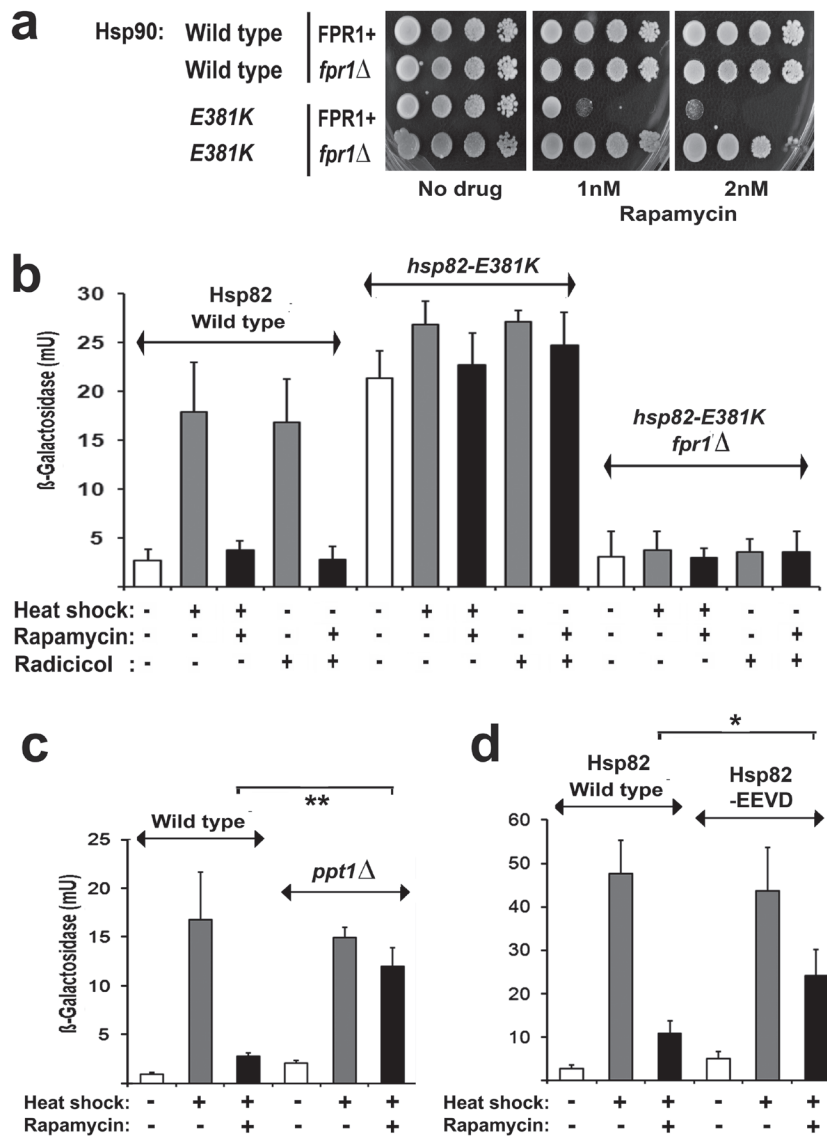 a
Hsp90: Wild type FPR1+
Wild type fpr1Δ
E381K FPR1+
E381K fpr1Δ
No drug 1nM 2nM
Rapamycin
b
Hsp82
Wild type
hsp82-E381K
hsp82-E381K
fpr1Δ
ß-Galactosidase (mU)
30
25
20
15
10
5
Heat shock: - + + - - - + + - - - + + - -
Rapamycin: - - + - + - - + - + - - + - +
Radicicol : - - - + + - - - + + - - - + +
c
**
Wild type
ppt1Δ
ß-Galactosidase (mU)
25
20
15
10
5
Heat shock: - + + - + +
Rapamycin: - - + - - +
d
*
Hsp82
Wild type
Hsp82
-EEVD
60
50
40
30
20
10
Heat shock: - + + - + +
Rapamycin: - - + - - +